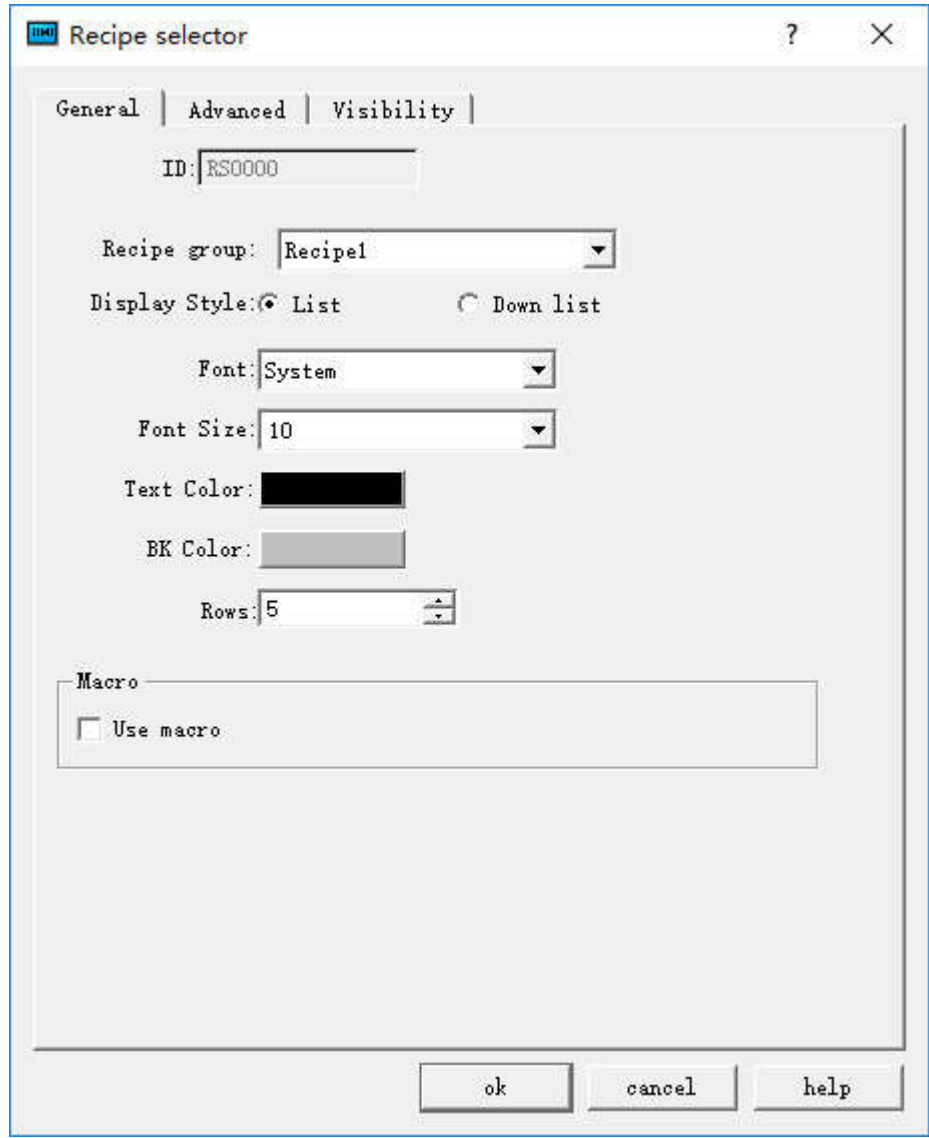 HMI Recipe selector ?
General Advanced Visibility
ID: RS0000
Recipe group: Recipe1
Display Style: List Down list
Font: System
Font Size: 10
Text Color:
BK Color:
Rows: 5
Macro
Use macro
ok cancel help